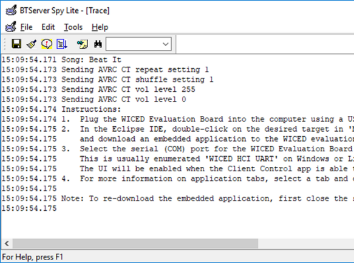 BTServer Spy Lite - [Trace]
File Edit Tools Help
15:09:54.171 Song: Beat It
15:09:54.173 Sending AVRC CT repeat setting 1
15:09:54.173 Sending AVRC CT shuffle setting 1
15:09:54.173 Sending AVRC CT vol level 255
15:09:54.173 Sending AVRC CT vol level 0
15:09:54.174 Instructions:
15:09:54.174 1. Plug the WICED Evaluation Board into the computer using a U
15:09:54.175 2. In the Eclipse IDE, double-click on the desired target in '
15:09:54.175 and download an embedded application to the WICED evaluation
15:09:54.175 3. Select the serial (COM) port for the WICED Evaluation Board
15:09:54.175 This is usually enumerated 'WICED HCI UART' on Windows or Li
15:09:54.175 The UI will be enabled when the Client Control app is able t
15:09:54.175 4. For more information on application tabs, select a tab and
15:09:54.175
15:09:54.175 Note: To re-download the embedded application, first close the
15:09:54.175
For Help, press F1